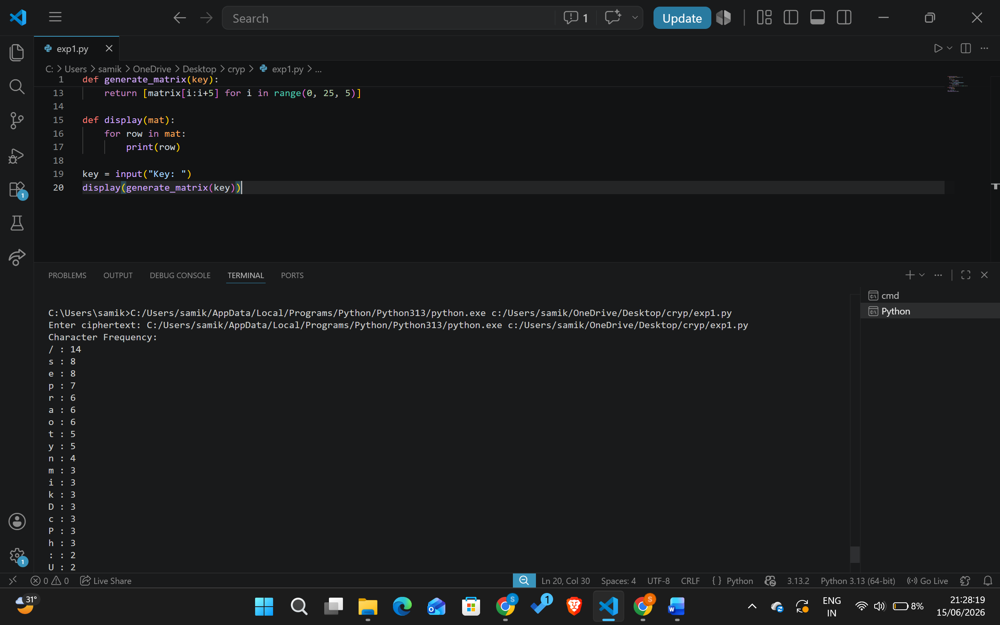 Search
1
Update
exp1.py
C: > Users > samik > OneDrive > Desktop > cryp > exp1.py > ...
1 def generate_matrix(key):
13 return [matrix[i:i+5] for i in range(0, 25, 5)]
14
15 def display(mat):
16 for row in mat:
17 print(row)
18
19 key = input("Key: ")
20 display(generate_matrix(key))
1
PROBLEMS OUTPUT DEBUG CONSOLE TERMINAL PORTS
cmd
Python
C:\Users\samik>C:/Users/samik/AppData/Local/Programs/Python/Python313/python.exe c:/Users/samik/OneDrive/Desktop/cryp/exp1.py
Enter ciphertext: C:/Users/samik/AppData/Local/Programs/Python/Python313/python.exe c:/Users/samik/OneDrive/Desktop/cryp/exp1.py
Character Frequency:
/ : 14
s : 8
e : 8
p : 7
r : 6
a : 6
o : 6
t : 5
y : 5
n : 4
m : 3
i : 3
k : 3
D : 3
c : 3
P : 3
h : 3
: : 2
U : 2
1
0 0 Live Share Ln 20, Col 30 Spaces: 4 UTF-8 CRLF { } Python 3.13.2 Python 3.13 (64-bit) Go Live
31°
S
1
S
ENG
IN
8%
21:28:19
15/06/2026